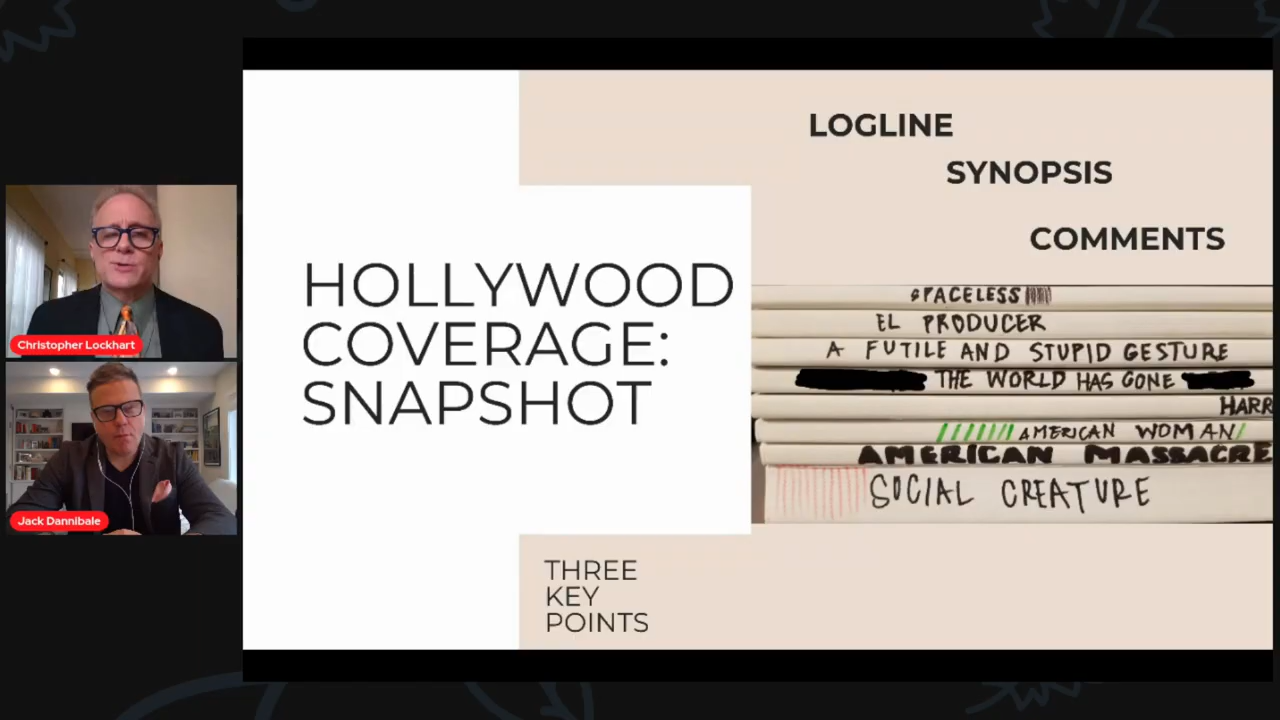 Christopher Lockhart
Jack Dannibale
HOLLYWOOD
COVERAGE:
SNAPSHOT
THREE
KEY
POINTS
LOGLINE
SYNOPSIS
COMMENTS
SPACELESS
EL PRODUCER
A FUTILE AND STUPID GESTURE
THE WORLD HAS GONE
HARR
AMERICAN WOMAN
AMERICAN MASSACRE
SOCIAL CREATURE